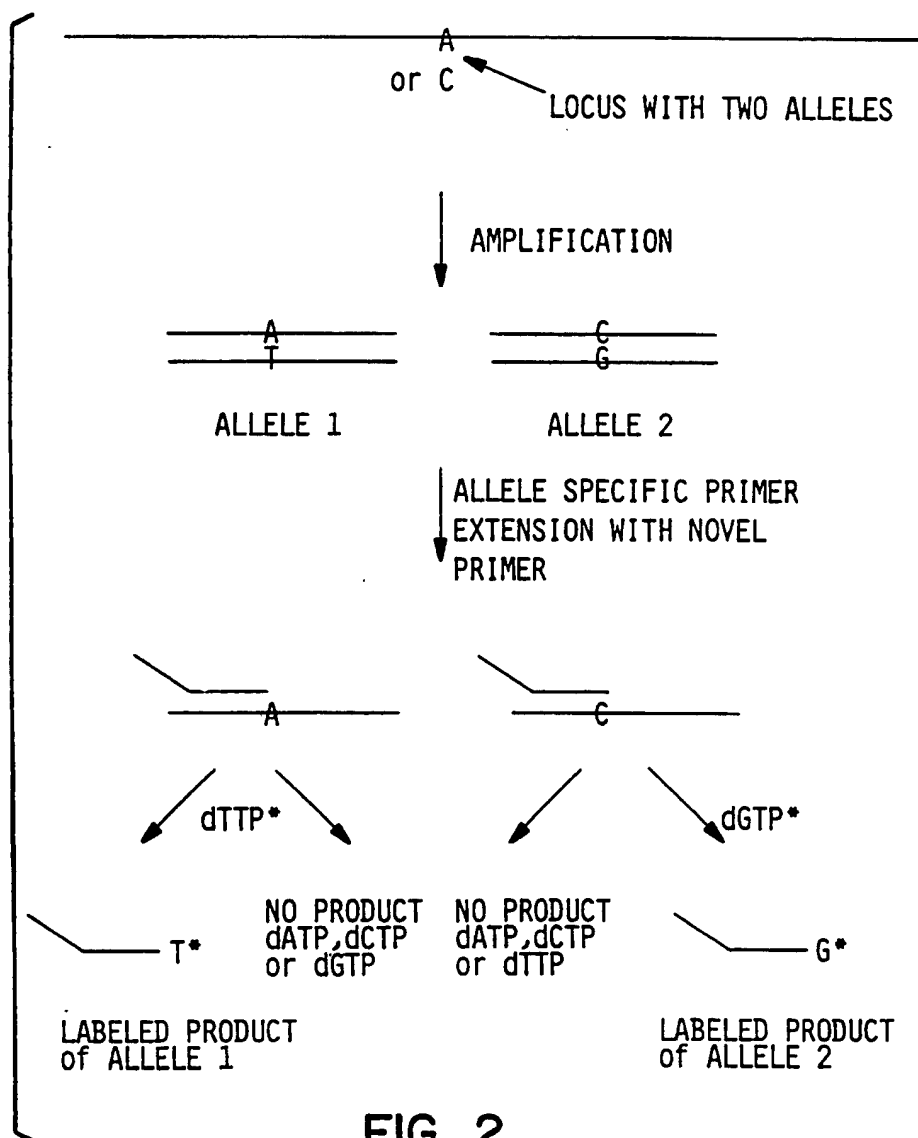 A
or C
LOCUS WITH TWO ALLELES
AMPLIFICATION
A
T
C
G
ALLELE 1
ALLELE 2
ALLELE SPECIFIC PRIMER
EXTENSION WITH NOVEL
PRIMER
A
C
dTTP*
dGTP*
T*
NO PRODUCT
dATP,dCTP
or dGTP
NO PRODUCT
dATP,dCTP
or dTTP
G*
LABELED PRODUCT
of ALLELE 1
LABELED PRODUCT
of ALLELE 2
FIG. 2